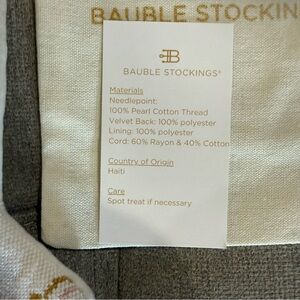 BAUBLE STOCKIN
BAUBLE STOCKINGS®
Materials
Needlepoint:
100% Pearl Cotton Thread
Velvet Back: 100% polyester
Lining: 100% polyester
Cord: 60% Rayon & 40% Cotton
Country of Origin
Haiti
Care
Spot treat if necessary